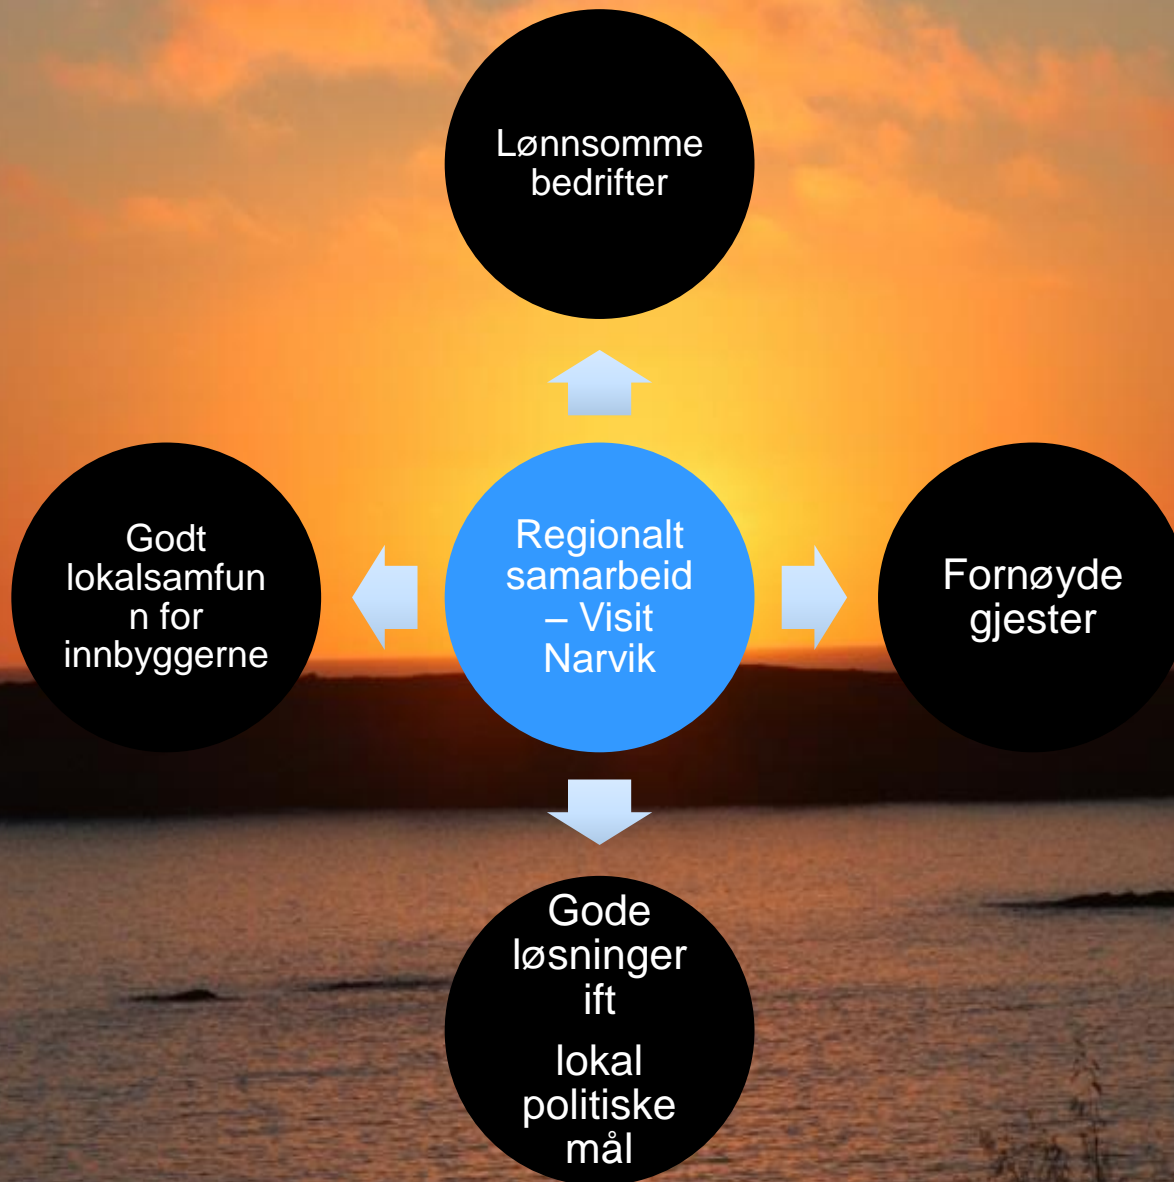 Lønnsomme
bedrifter
Godt
lokalsamfun
n for
innbyggerne
Regionalt
samarbeid
– Visit
Narvik
Fornøyde
gjester
Gode
løsninger
ift
lokal
politiske
mål